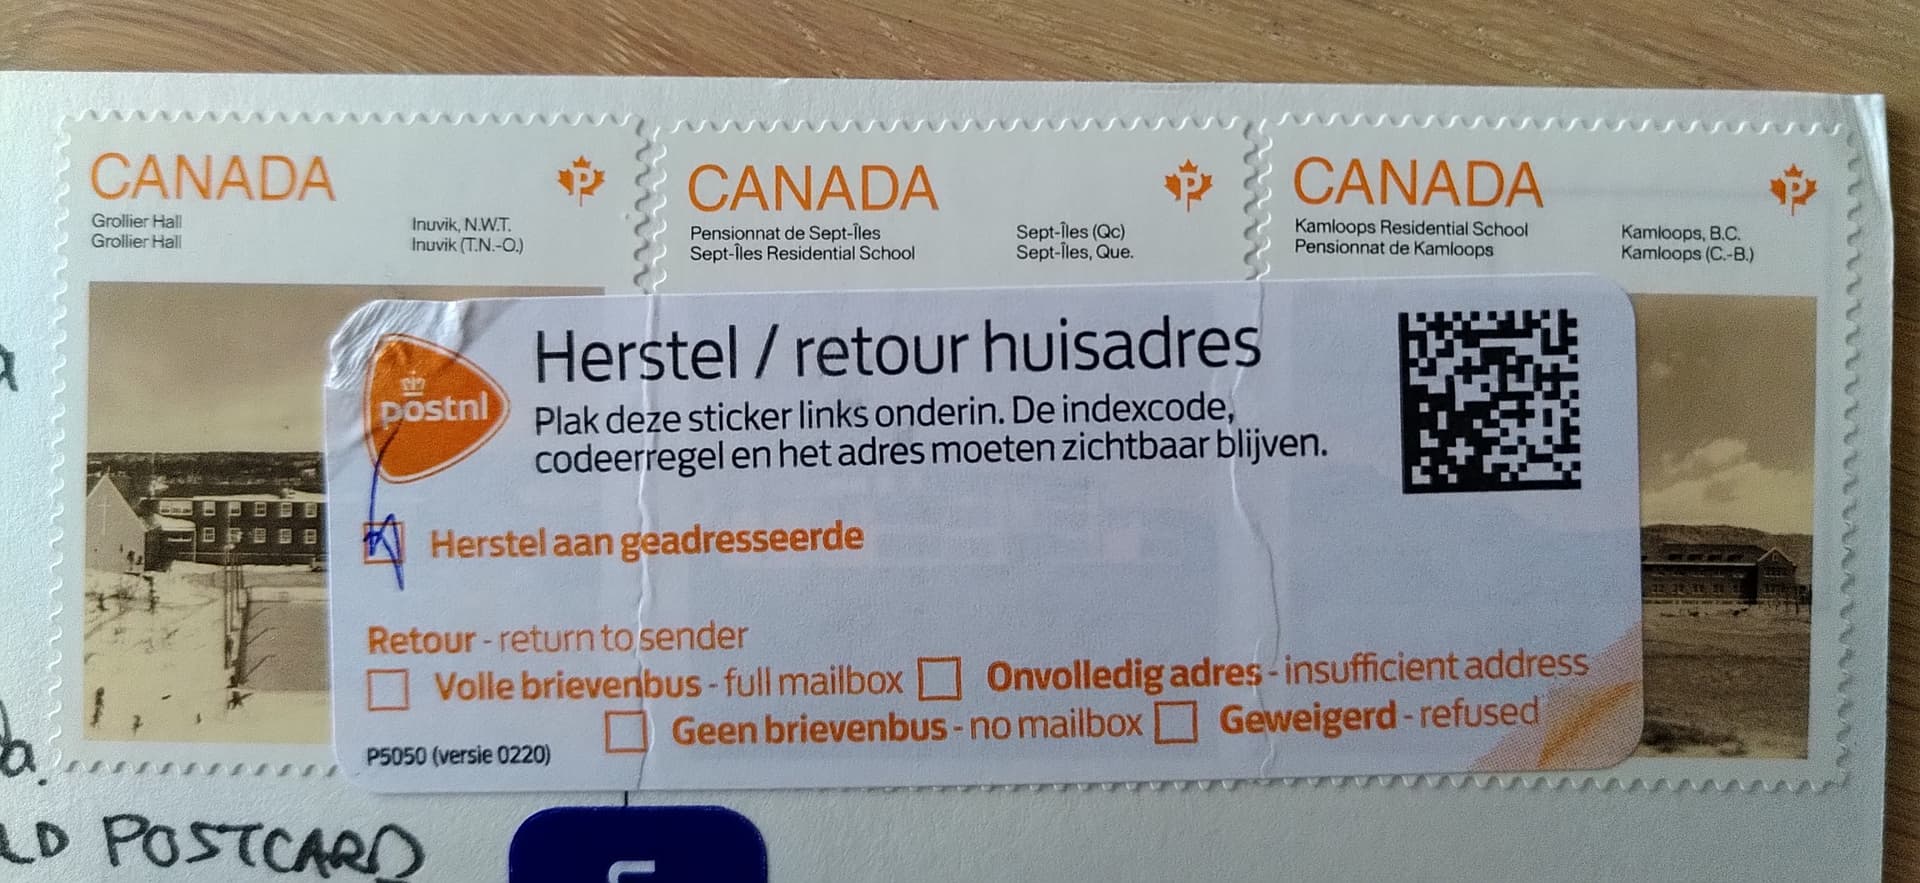 CANADA
P
Grollier Hall
Grollier Hall
Inuvik, N.W.T.
Inuvik (T.N.-O.)
CANADA
P
Pensionnat de Sept-Îles
Sept-Îles Residential School
Sept-Îles (Qc)
Sept-Îles, Que.
CANADA
P
Kamloops Residential School
Pensionnat de Kamloops
Kamloops, B.C.
Kamloops (C.-B.)
postnl
Herstel / retour huisadres
Plak deze sticker links onderin. De indexcode,
codeerregel en het adres moeten zichtbaar blijven.
Herstel aan geadresseerde
Retour - return to sender
Volle brievenbus - full mailbox
Onvolledig adres - insufficient address
Geen brievenbus - no mailbox
Geweigerd - refused
P5050 (versie 0220)
POSTCARD